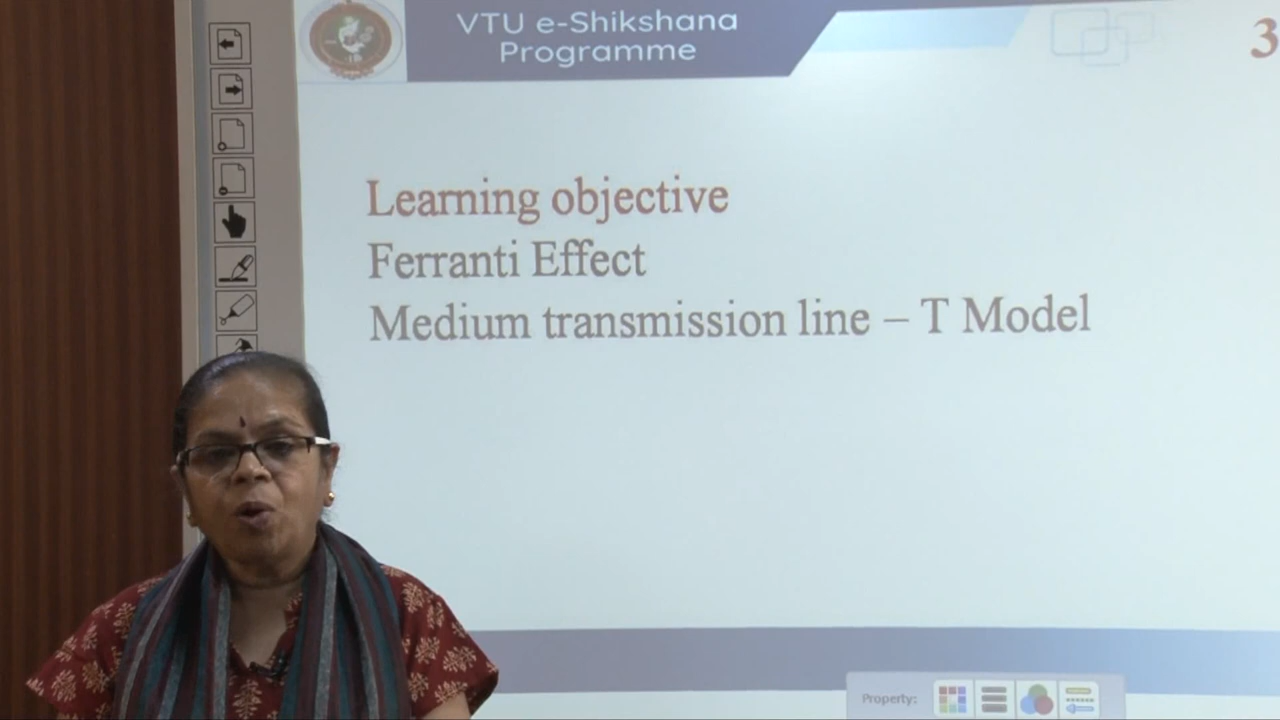 VTU e-Shikshana
Programme
3
Learning objective
Ferranti Effect
Medium transmission line – T Model
Property: